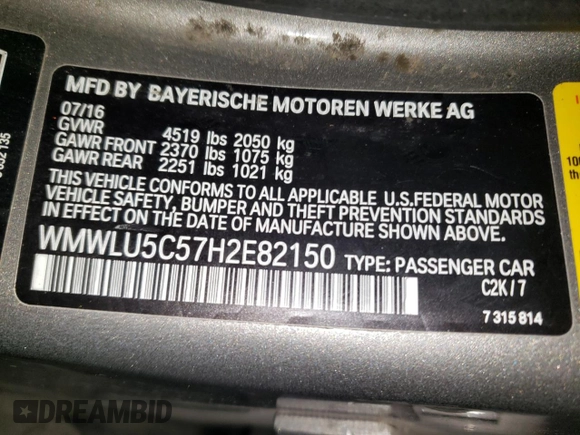 MFD BY BAYERISCHE MOTOREN WERKE AG
07/16
GVWR 4519 lbs 2050 kg
GAWR FRONT 2370 lbs 1075 kg
GAWR REAR 2251 lbs 1021 kg
THIS VEHICLE CONFORMS TO ALL APPLICABLE U.S.FEDERAL MOTOR
VEHICLE SAFETY, BUMPER AND THEFT PREVENTION STANDARDS
IN EFFECT ON THE DATE OF MANUFACTURE SHOWN ABOVE.
WMWLU5C57H2E82150 TYPE: PASSENGER CAR
C2K/7
7 315 814
DREAMBID